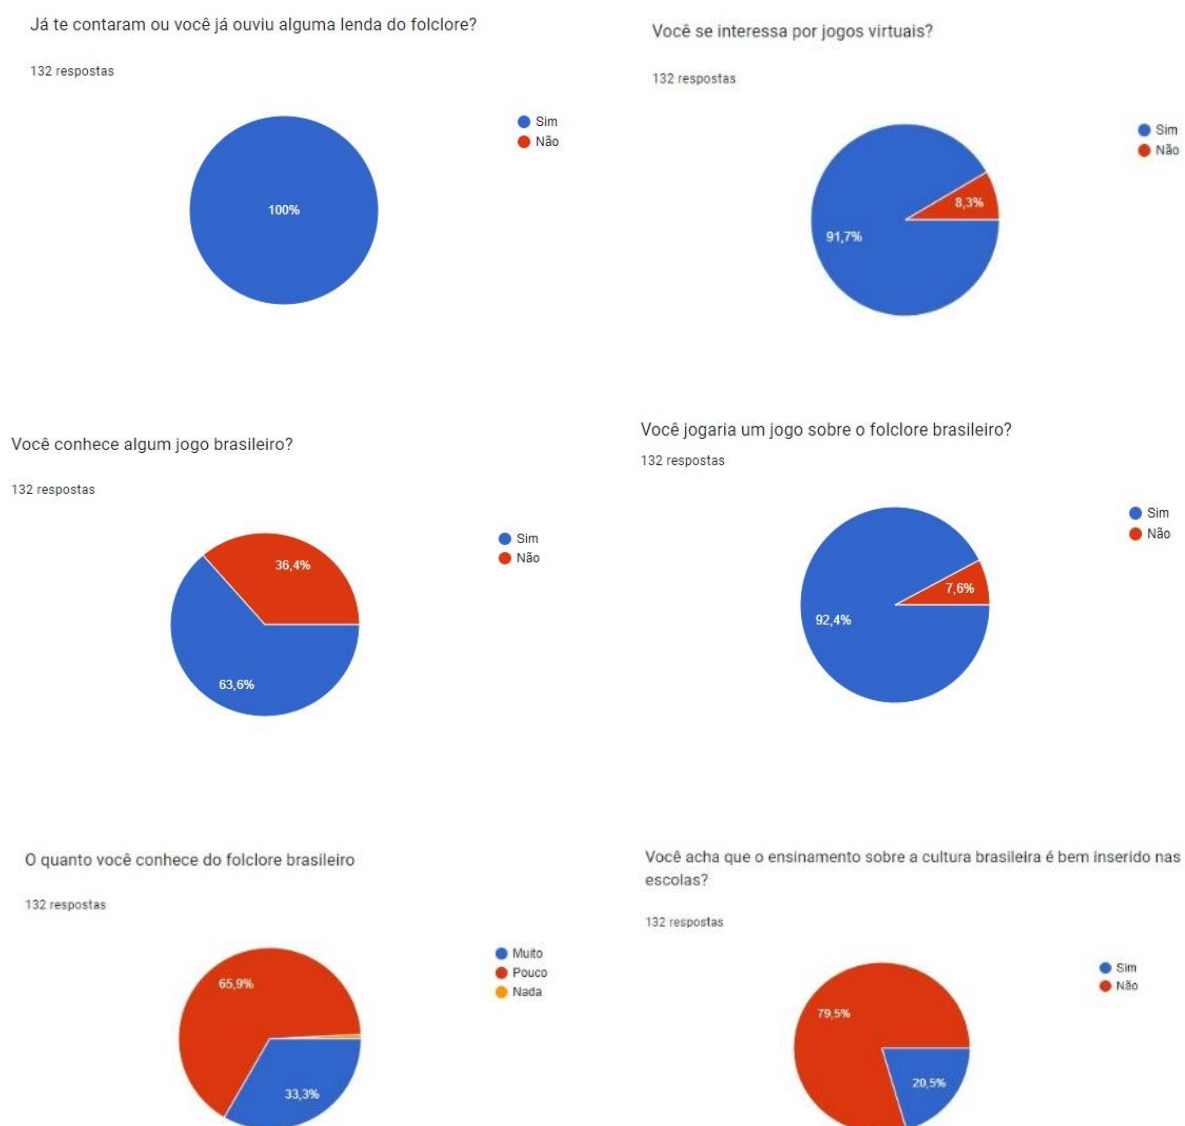 Já te contaram ou você já ouviu alguma lenda do folclore?
132 respostas
Sim
Não
100%
Você se interessa por jogos virtuais?
132 respostas
Sim
Não
8,3%
91,7%
Você conhece algum jogo brasileiro?
132 respostas
Sim
Não
36,4%
63,6%
Você jogaria um jogo sobre o folclore brasileiro?
132 respostas
Sim
Não
7,6%
92,4%
O quanto você conhece do folclore brasileiro
132 respostas
Muito
Pouco
Nada
65,9%
33,3%
Você acha que o ensinamento sobre a cultura brasileira é bem inserido nas
escolas?
132 respostas
Sim
Não
79,5%
20,5%